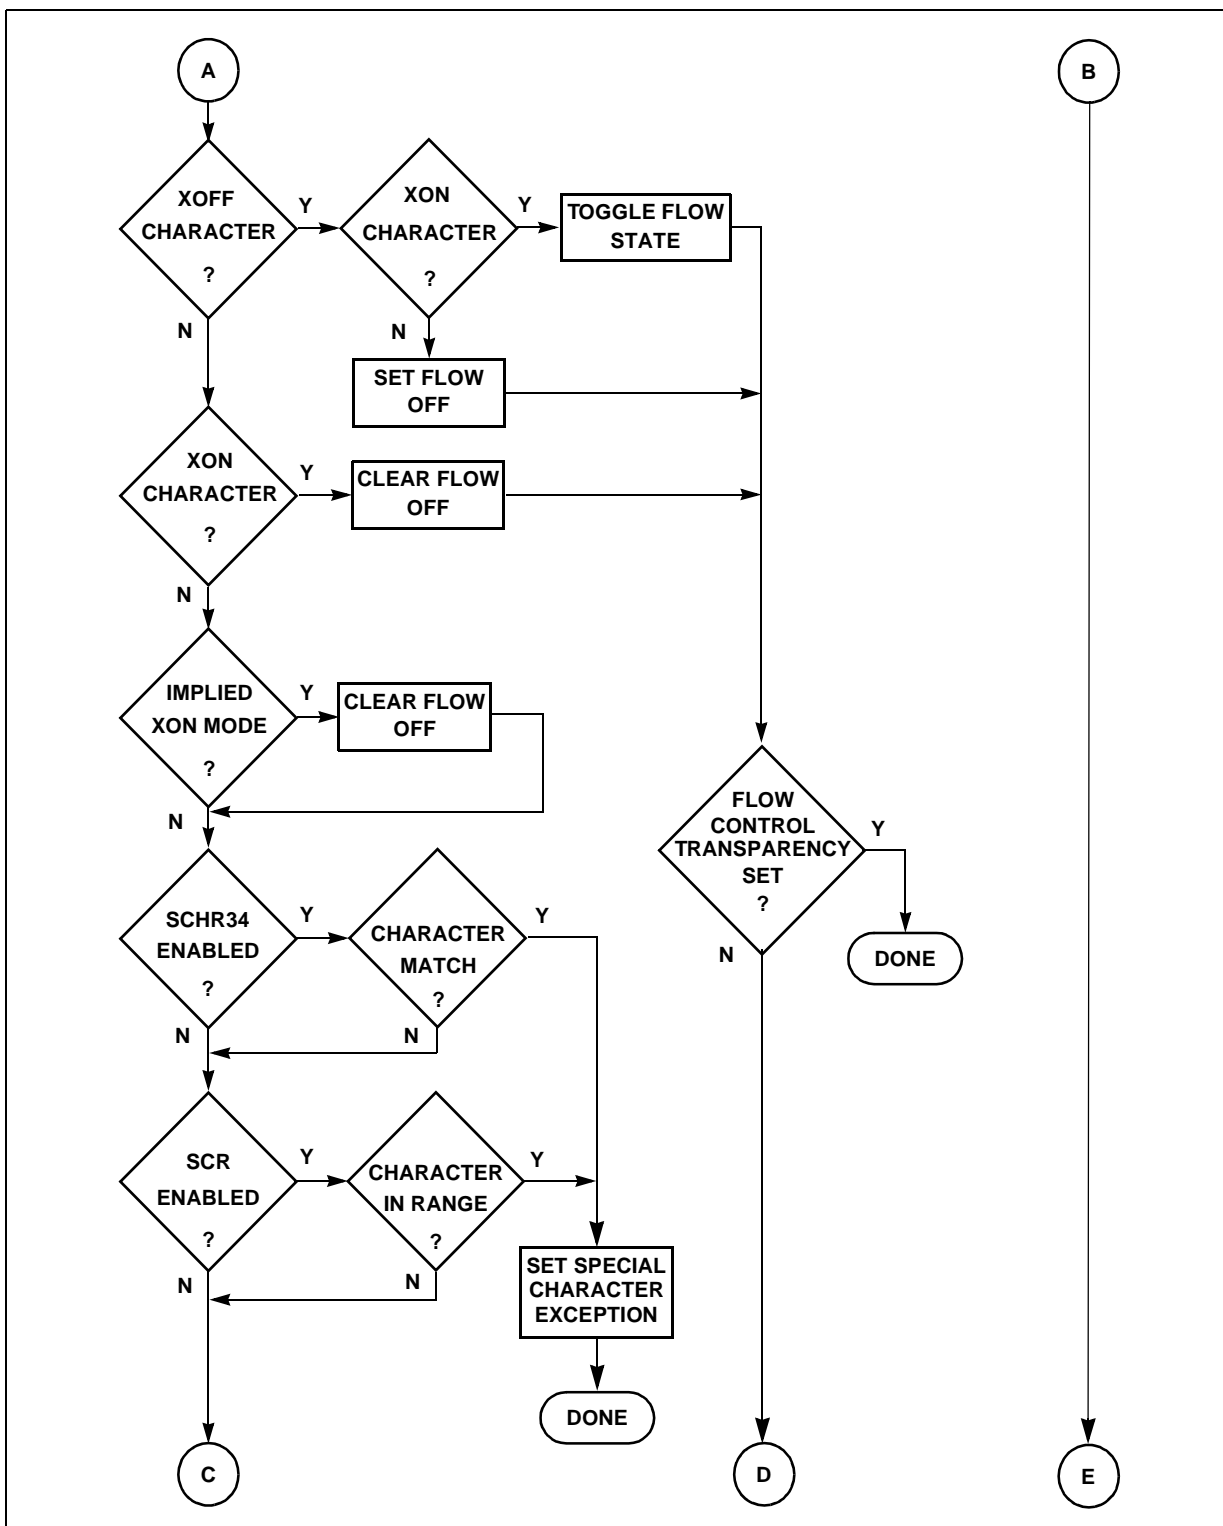 A
B
XOFF
CHARACTER
?
Y
XON
CHARACTER
?
Y
TOGGLE FLOW
STATE
N
N
SET FLOW
OFF
XON
CHARACTER
?
Y
CLEAR FLOW
OFF
N
IMPLIED
XON MODE
?
Y
CLEAR FLOW
OFF
N
FLOW
CONTROL
TRANSPARENCY
SET
?
Y
DONE
N
SCHR34
ENABLED
?
Y
CHARACTER
MATCH
?
Y
N
N
SCR
ENABLED
?
Y
CHARACTER
IN RANGE
?
Y
N
N
SET SPECIAL
CHARACTER
EXCEPTION
DONE
C
D
E